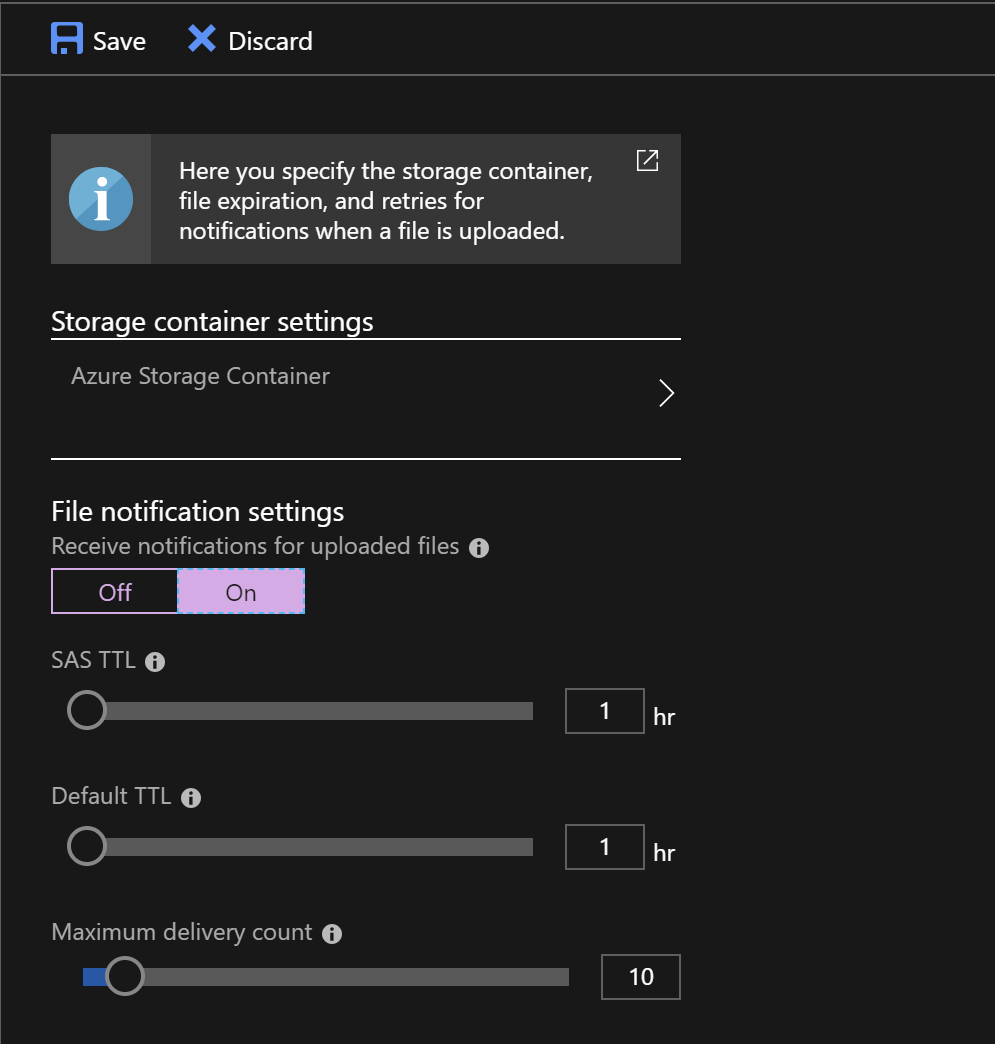 Save Discard
Here you specify the storage container,
file expiration, and retries for
notifications when a file is uploaded.
Storage container settings
Azure Storage Container
File notification settings
Receive notifications for uploaded files
Off On
SAS TTL
1 hr
Default TTL
1 hr
Maximum delivery count
10